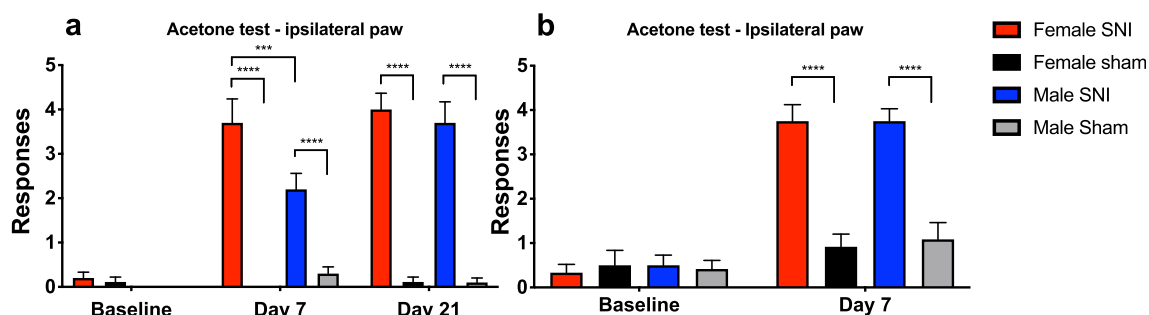 a
Acetone test - ipsilateral paw
Responses
5
4
3
2
1
0
***
****
****
****
****
Baseline
Day 7
Day 21
b
Acetone test - Ipsilateral paw
Responses
5
4
3
2
1
0
****
****
Baseline
Day 7
Female SNI
Female sham
Male SNI
Male Sham